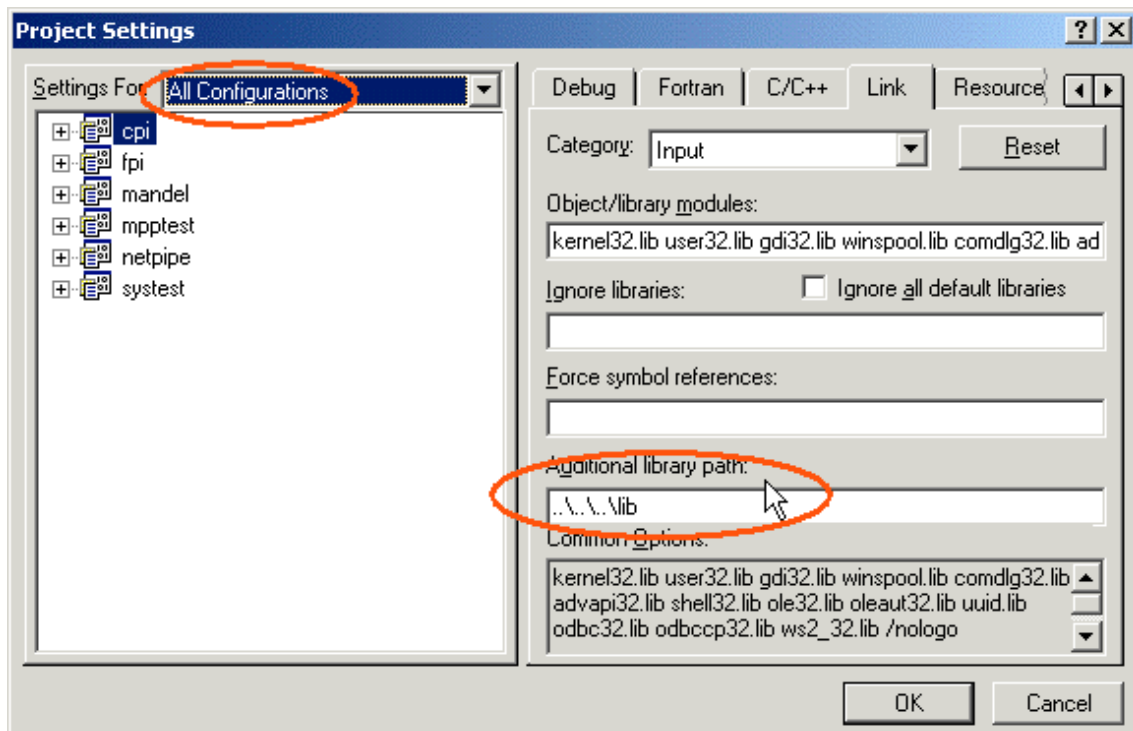 Project Settings
Settings For: All Configurations
cpi
fpi
mandel
mpptest
netpipe
systest
Debug Fortran C/C++ Link Resource
Category: Input Reset
Object/library modules:
kernel32.lib user32.lib gdi32.lib winspool.lib comdlg32.lib ad
Ignore libraries: Ignore all default libraries
Force symbol references:
Additional library path:
..\..\..\lib
Common Options:
kernel32.lib user32.lib gdi32.lib winspool.lib comdlg32.lib
advapi32.lib shell32.lib ole32.lib oleaut32.lib uuid.lib
odbc32.lib odbccp32.lib ws2_32.lib /nologo
OK Cancel